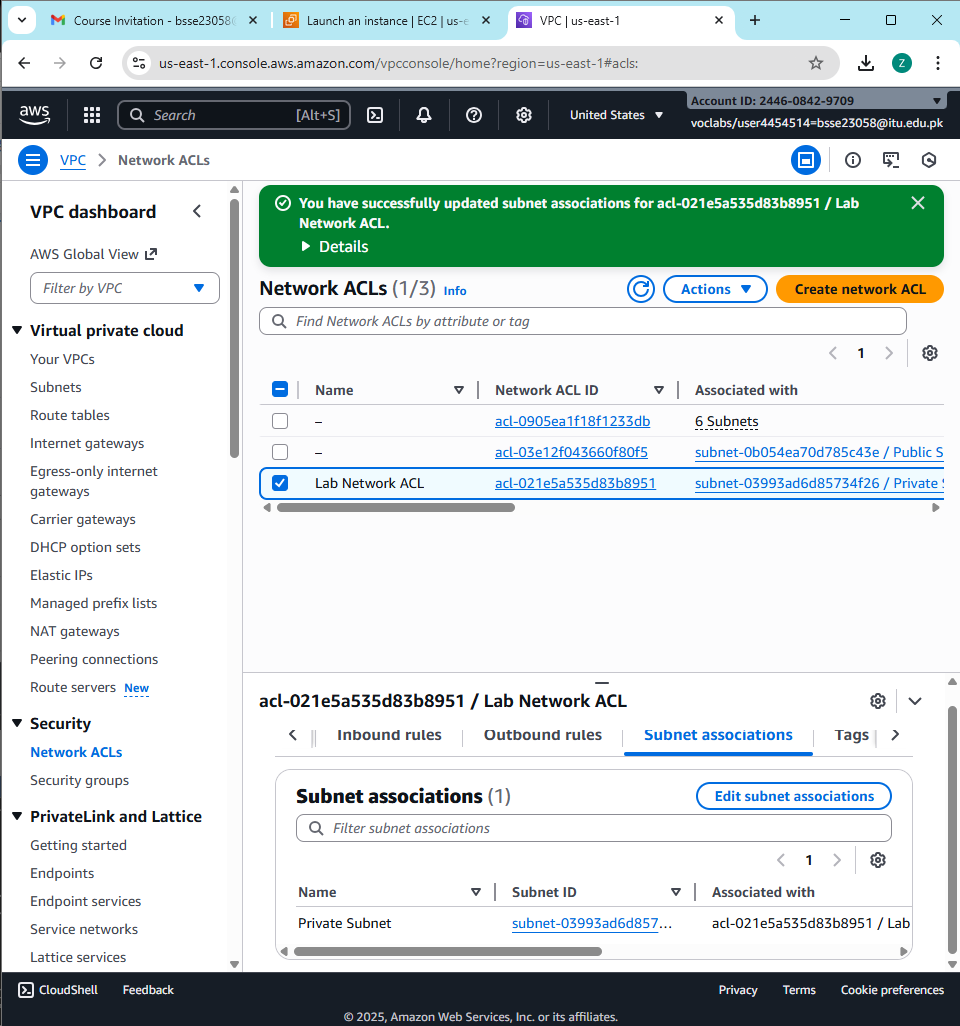 Course Invitation - bsse23058
Launch an instance | EC2 | us-e
VPC | us-east-1
us-east-1.console.aws.amazon.com/vpcconsole/home?region=us-east-1#acls:
Z
aws
Search
[Alt+S]
United States
Account ID: 2446-0842-9709
voclabs/user4454514=bsse23058@itu.edu.pk
VPC
Network ACLs
VPC dashboard
AWS Global View
Filter by VPC
Virtual private cloud
Your VPCs
Subnets
Route tables
Internet gateways
Egress-only internet
gateways
Carrier gateways
DHCP option sets
Elastic IPs
Managed prefix lists
NAT gateways
Peering connections
Route servers New
Security
Network ACLs
Security groups
PrivateLink and Lattice
Getting started
Endpoints
Endpoint services
Service networks
Lattice services
You have successfully updated subnet associations for acl-021e5a535d83b8951 / Lab
Network ACL.
Details
Network ACLs (1/3) Info
Actions
Create network ACL
Find Network ACLs by attribute or tag
1
Name Network ACL ID Associated with
– acl-0905ea1f18f1233db 6 Subnets
– acl-03e12f043660f80f5 subnet-0b054ea70d785c43e / Public S
Lab Network ACL acl-021e5a535d83b8951 subnet-03993ad6d85734f26 / Private S
acl-021e5a535d83b8951 / Lab Network ACL
Inbound rules Outbound rules Subnet associations Tags
Subnet associations (1)
Edit subnet associations
Filter subnet associations
1
Name Subnet ID Associated with
Private Subnet subnet-03993ad6d857... acl-021e5a535d83b8951 / Lab
CloudShell Feedback Privacy Terms Cookie preferences
© 2025, Amazon Web Services, Inc. or its affiliates.